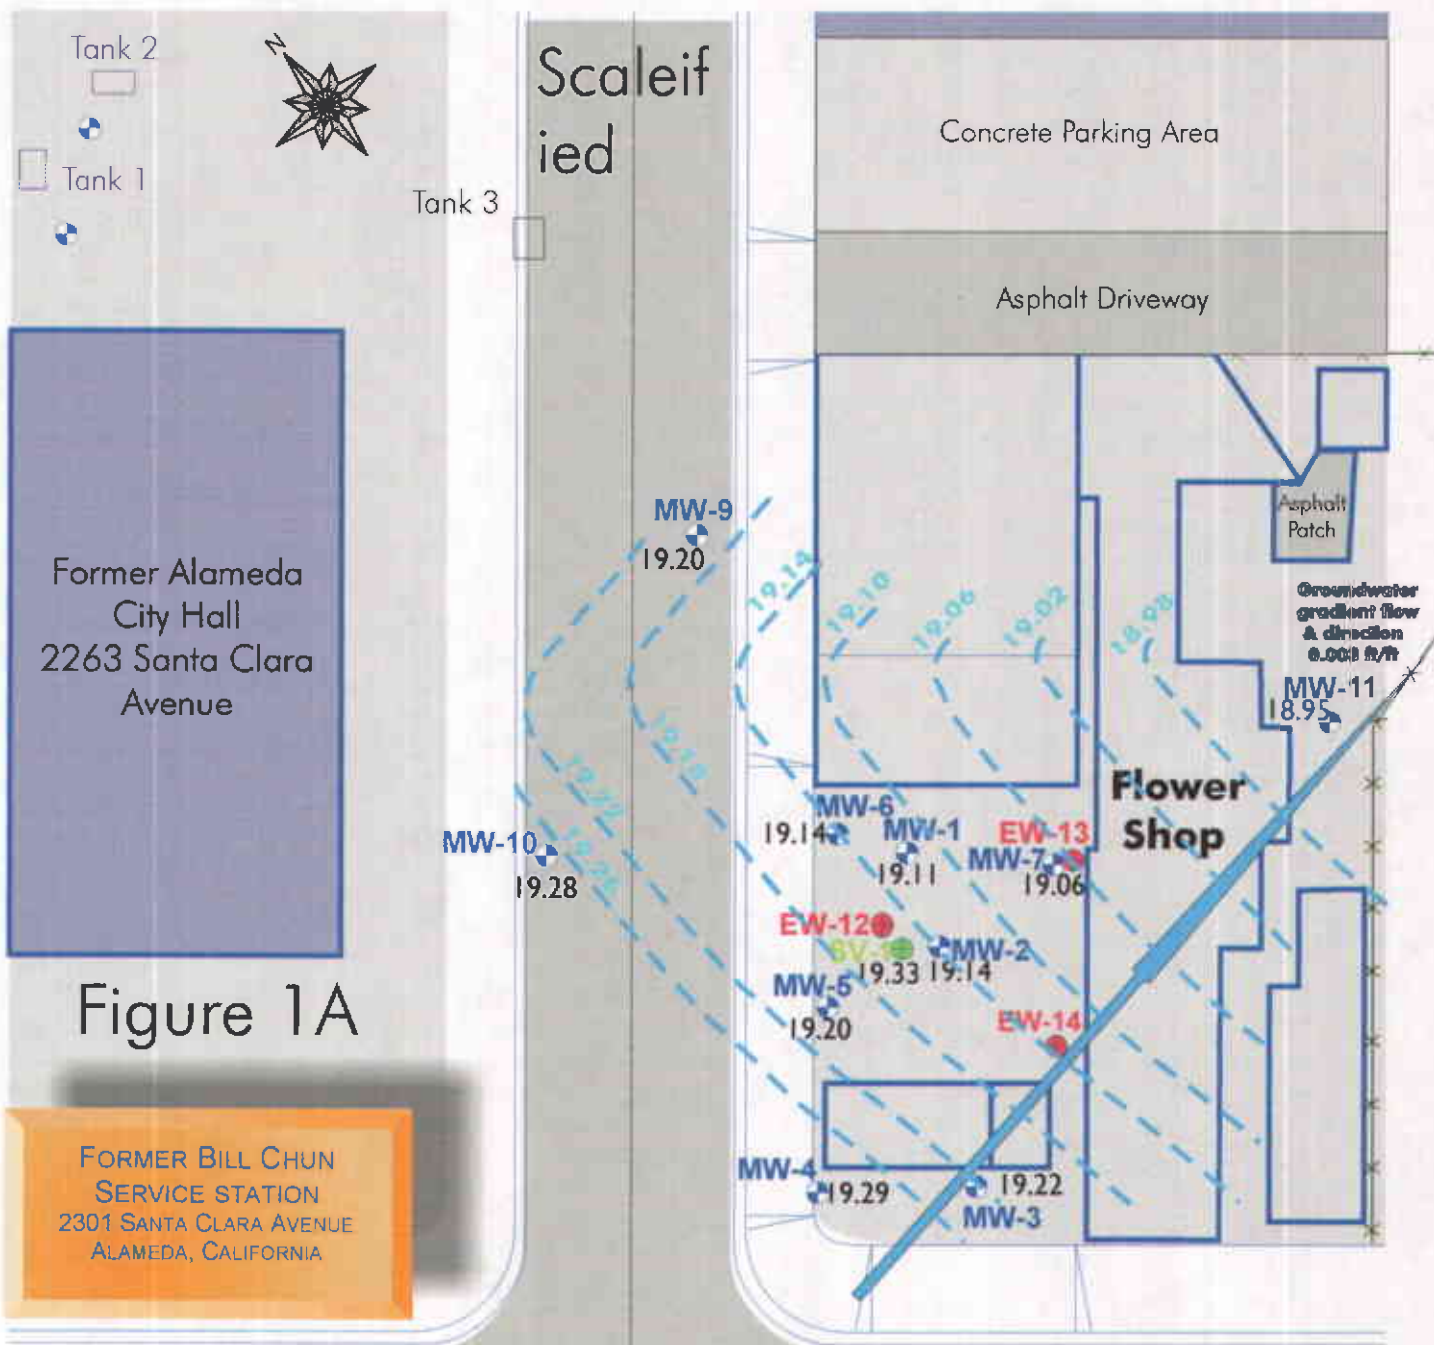 Tank 2
N
Scaleif
ied
Concrete Parking Area
Tank 1
Tank 3
Asphalt Driveway
MW-9
19.20
Asphalt
Patch
Former Alameda
City Hall
2263 Santa Clara
Avenue
19.14
19.10
19.06
19.02
18.98
Groundwater
gradient flow
& direction
ft/ft
MW-11
18.95
19.18
19.22
19.26
Flower
Shop
MW-6
19.14
MW-1
19.11
EW-13
MW-7
19.06
MW-10
19.28
EW-12
SV-1
19.33
19.14
MW-2
MW-5
19.20
EW-14
Figure 1A
MW-4
19.29
19.22
MW-3
FORMER BILL CHUN
SERVICE STATION
2301 SANTA CLARA AVENUE
ALAMEDA, CALIFORNIA